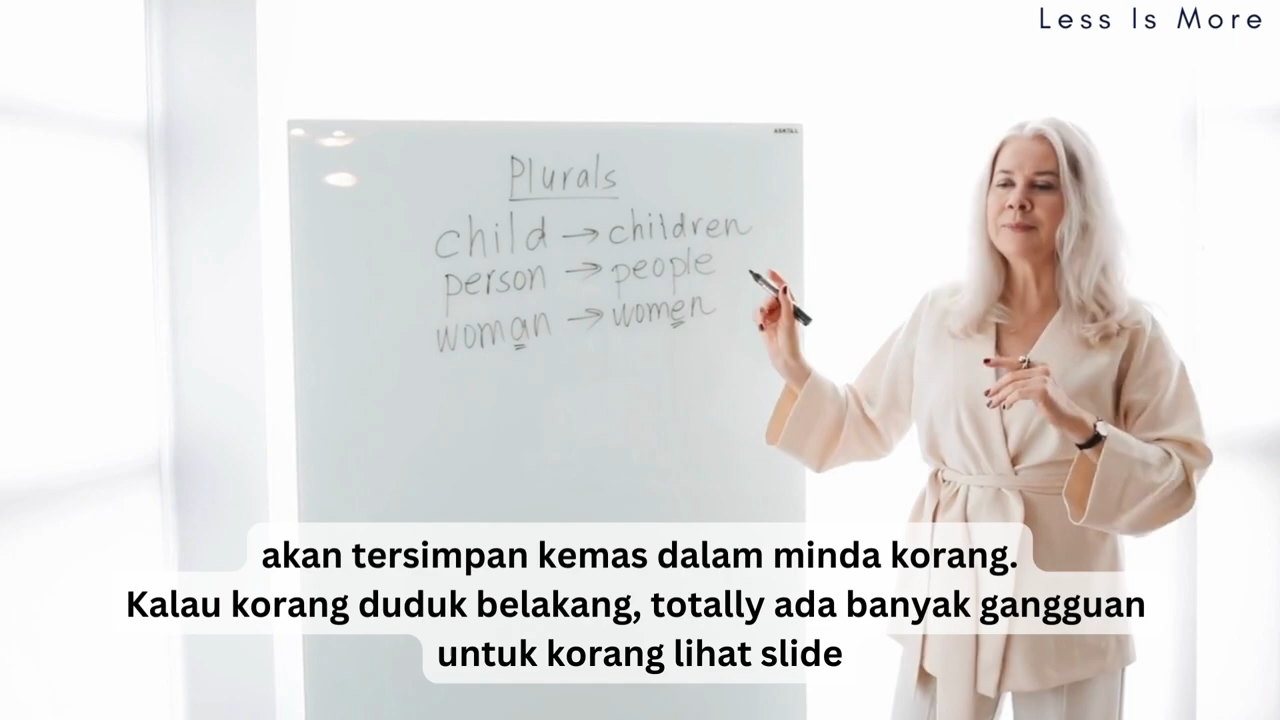 Less Is More
Plurals
child → children
person → people
woman → women
akan tersimpan kemas dalam minda korang.
Kalau korang duduk belakang, totally ada banyak gangguan
untuk korang lihat slide